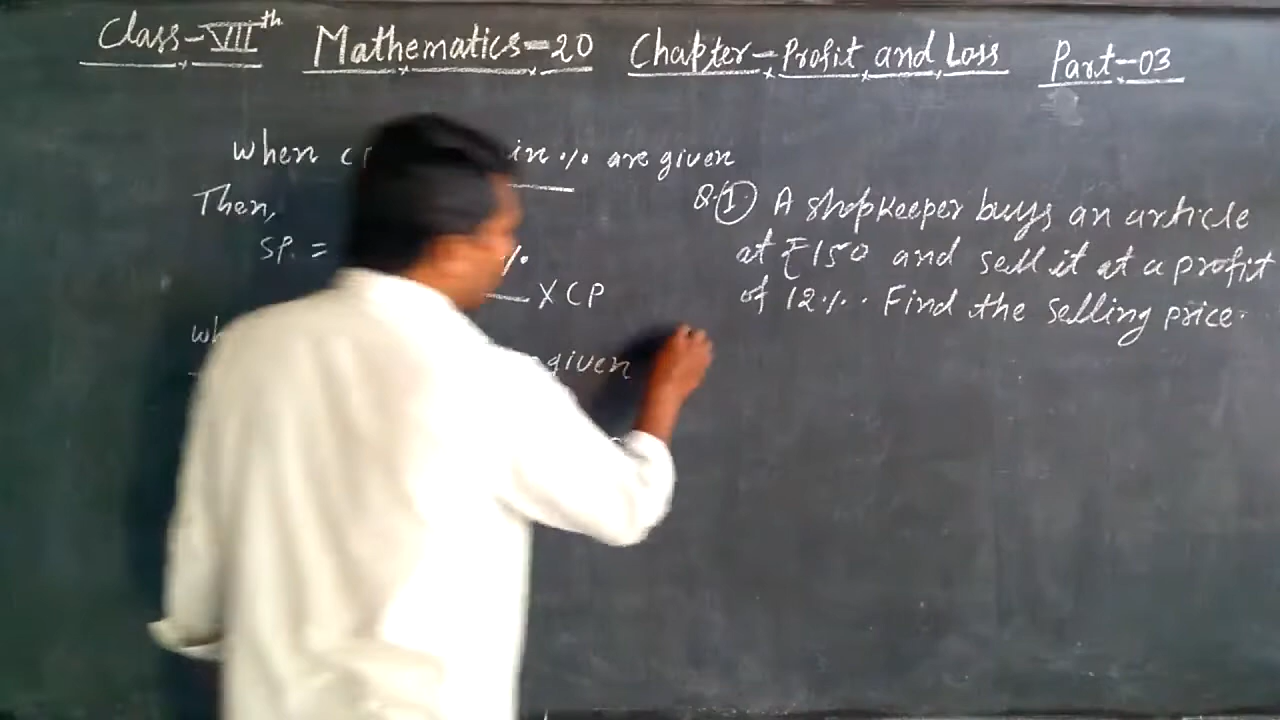 Class-VIIth Mathematics-20 Chapter-Profit and Loss Part-03
when in % are given
Then,
SP. = %
X CP
given
Q.① A shopkeeper buys an article
at ₹150 and sell it at a profit
of 12%. Find the selling price.